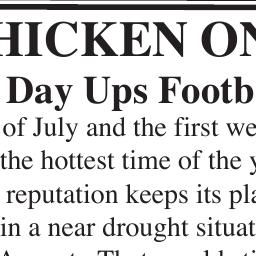 HICKEN ON
Day Ups Footb
of July and the first we
the hottest time of the y
reputation keeps its pla
in a near drought situat